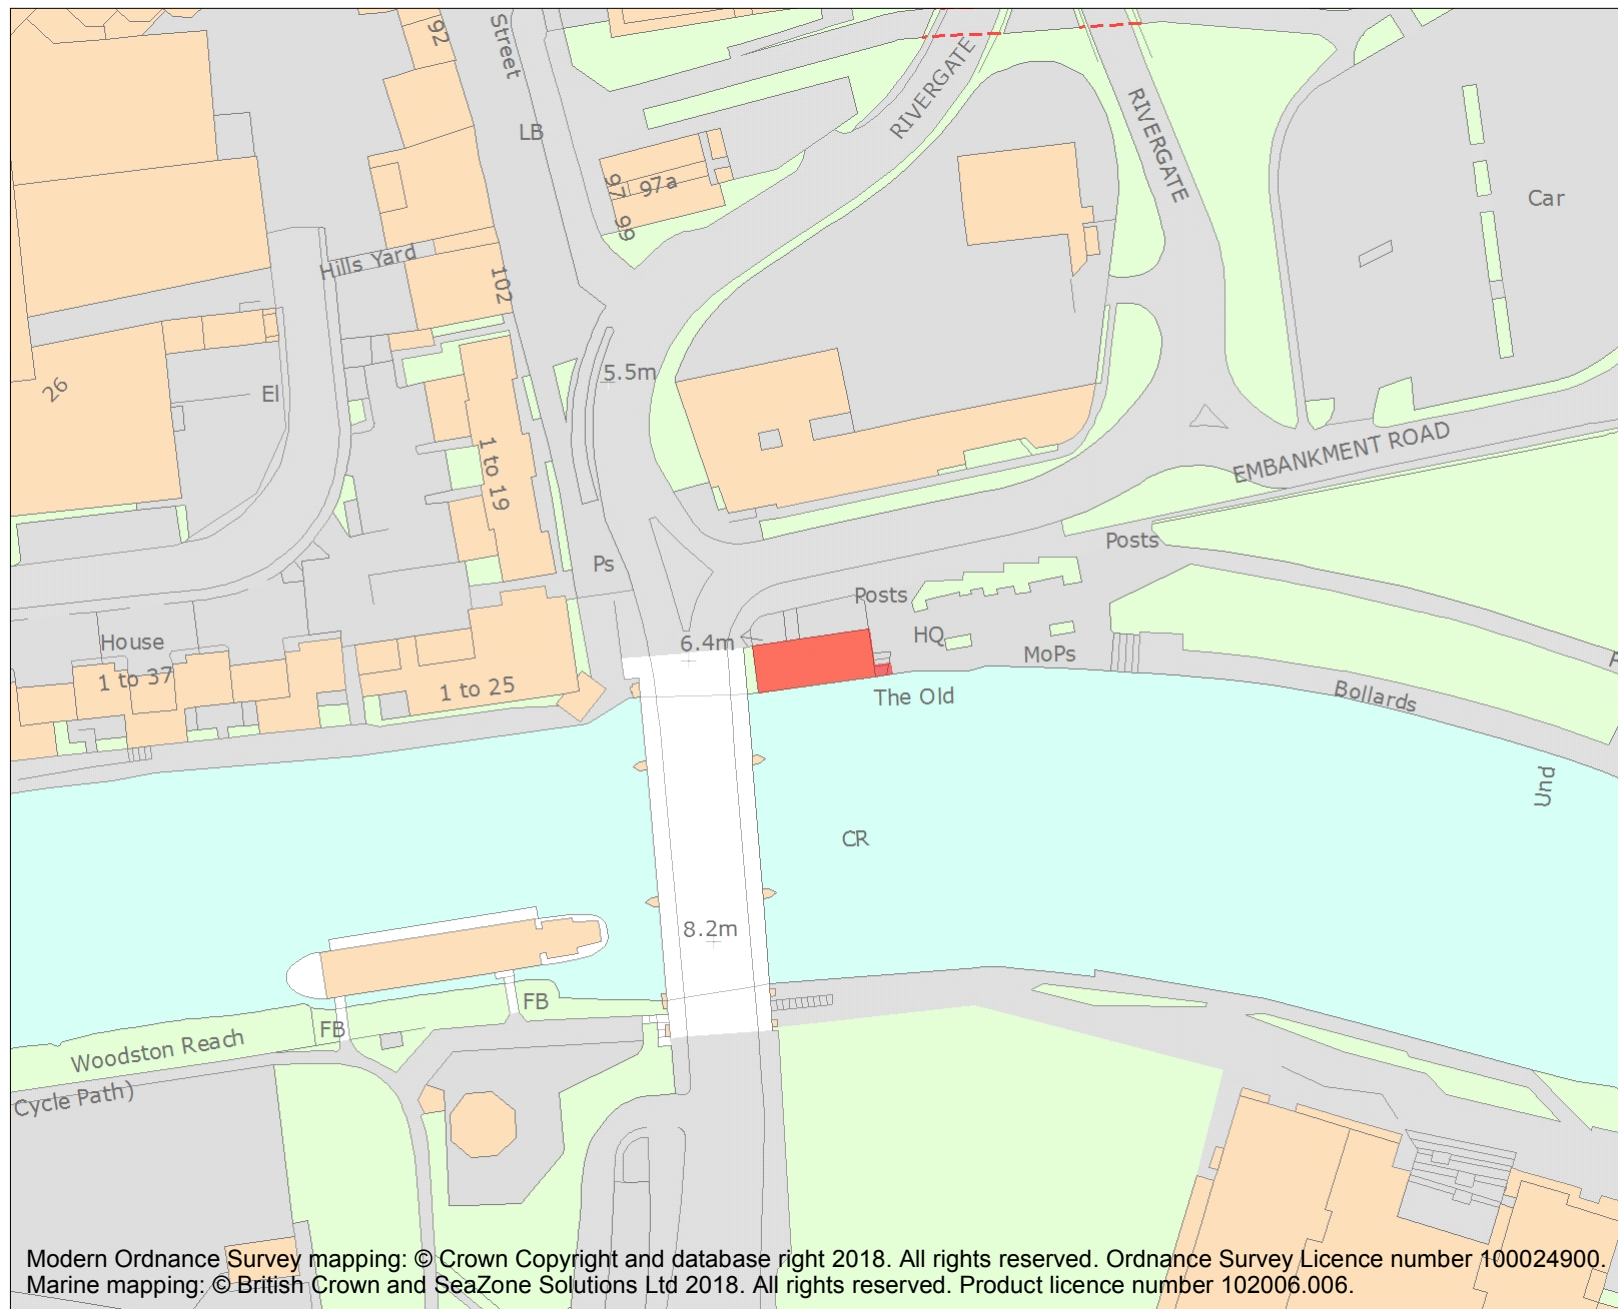 92
Street
RIVERGATE
RIVERGATE
LB
97
97a
99
Car
Hills Yard
102
5.5m
26
El
1 to 19
EMBANKMENT ROAD
Posts
Ps
Posts
HQ
6.4m
House
MoPs
1 to 37
1 to 25
The Old
Bollards
Und
CR
8.2m
FB
FB
Woodston Reach
Cycle Path)
Modern Ordnance Survey mapping: © Crown Copyright and database right 2018. All rights reserved. Ordnance Survey Licence number 100024900.
Marine mapping: © British Crown and SeaZone Solutions Ltd 2018. All rights reserved. Product licence number 102006.006.